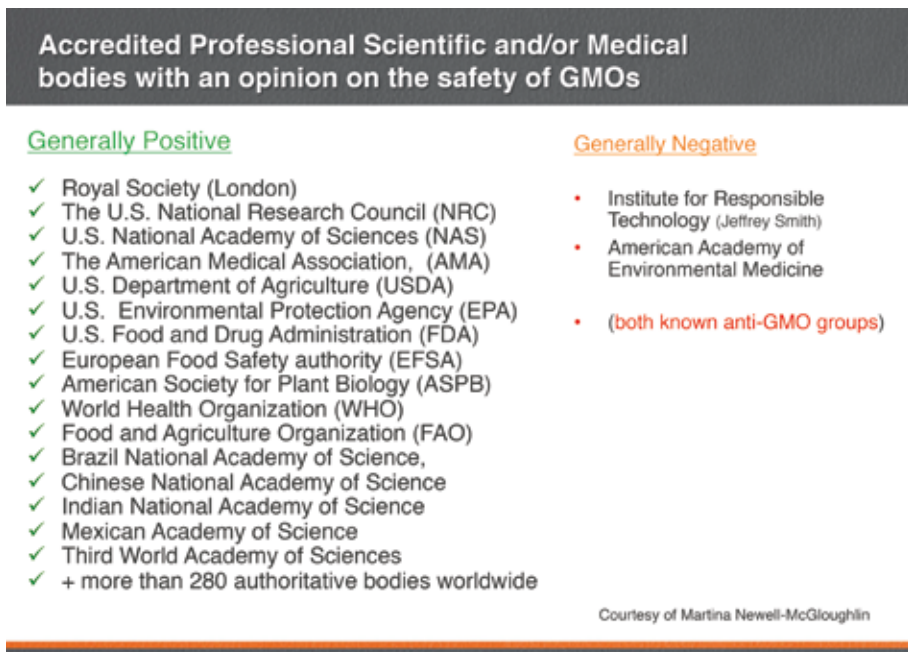 Accredited Professional Scientific and/or Medical
bodies with an opinion on the safety of GMOs
Generally Positive
✓ Royal Society (London)
✓ The U.S. National Research Council (NRC)
✓ U.S. National Academy of Sciences (NAS)
✓ The American Medical Association, (AMA)
✓ U.S. Department of Agriculture (USDA)
✓ U.S. Environmental Protection Agency (EPA)
✓ U.S. Food and Drug Administration (FDA)
✓ European Food Safety authority (EFSA)
✓ American Society for Plant Biology (ASPB)
✓ World Health Organization (WHO)
✓ Food and Agriculture Organization (FAO)
✓ Brazil National Academy of Science,
✓ Chinese National Academy of Science
✓ Indian National Academy of Science
✓ Mexican Academy of Science
✓ Third World Academy of Sciences
✓ + more than 280 authoritative bodies worldwide
Generally Negative
• Institute for Responsible
Technology (Jeffrey Smith)
• American Academy of
Environmental Medicine
• (both known anti-GMO groups)
Courtesy of Martina Newell-McGloughlin